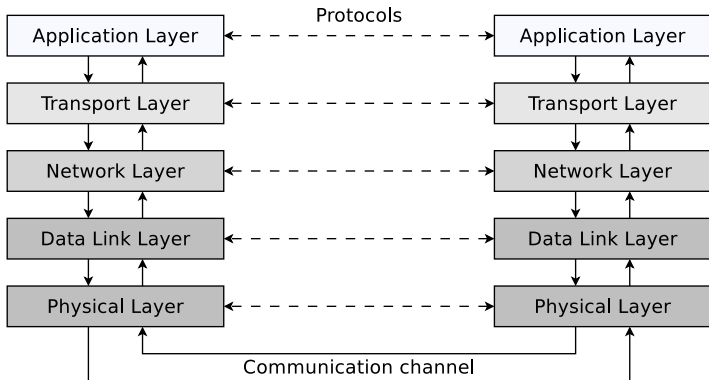 Protocols
Application Layer
Application Layer
Transport Layer
Transport Layer
Network Layer
Network Layer
Data Link Layer
Data Link Layer
Physical Layer
Physical Layer
Communication channel